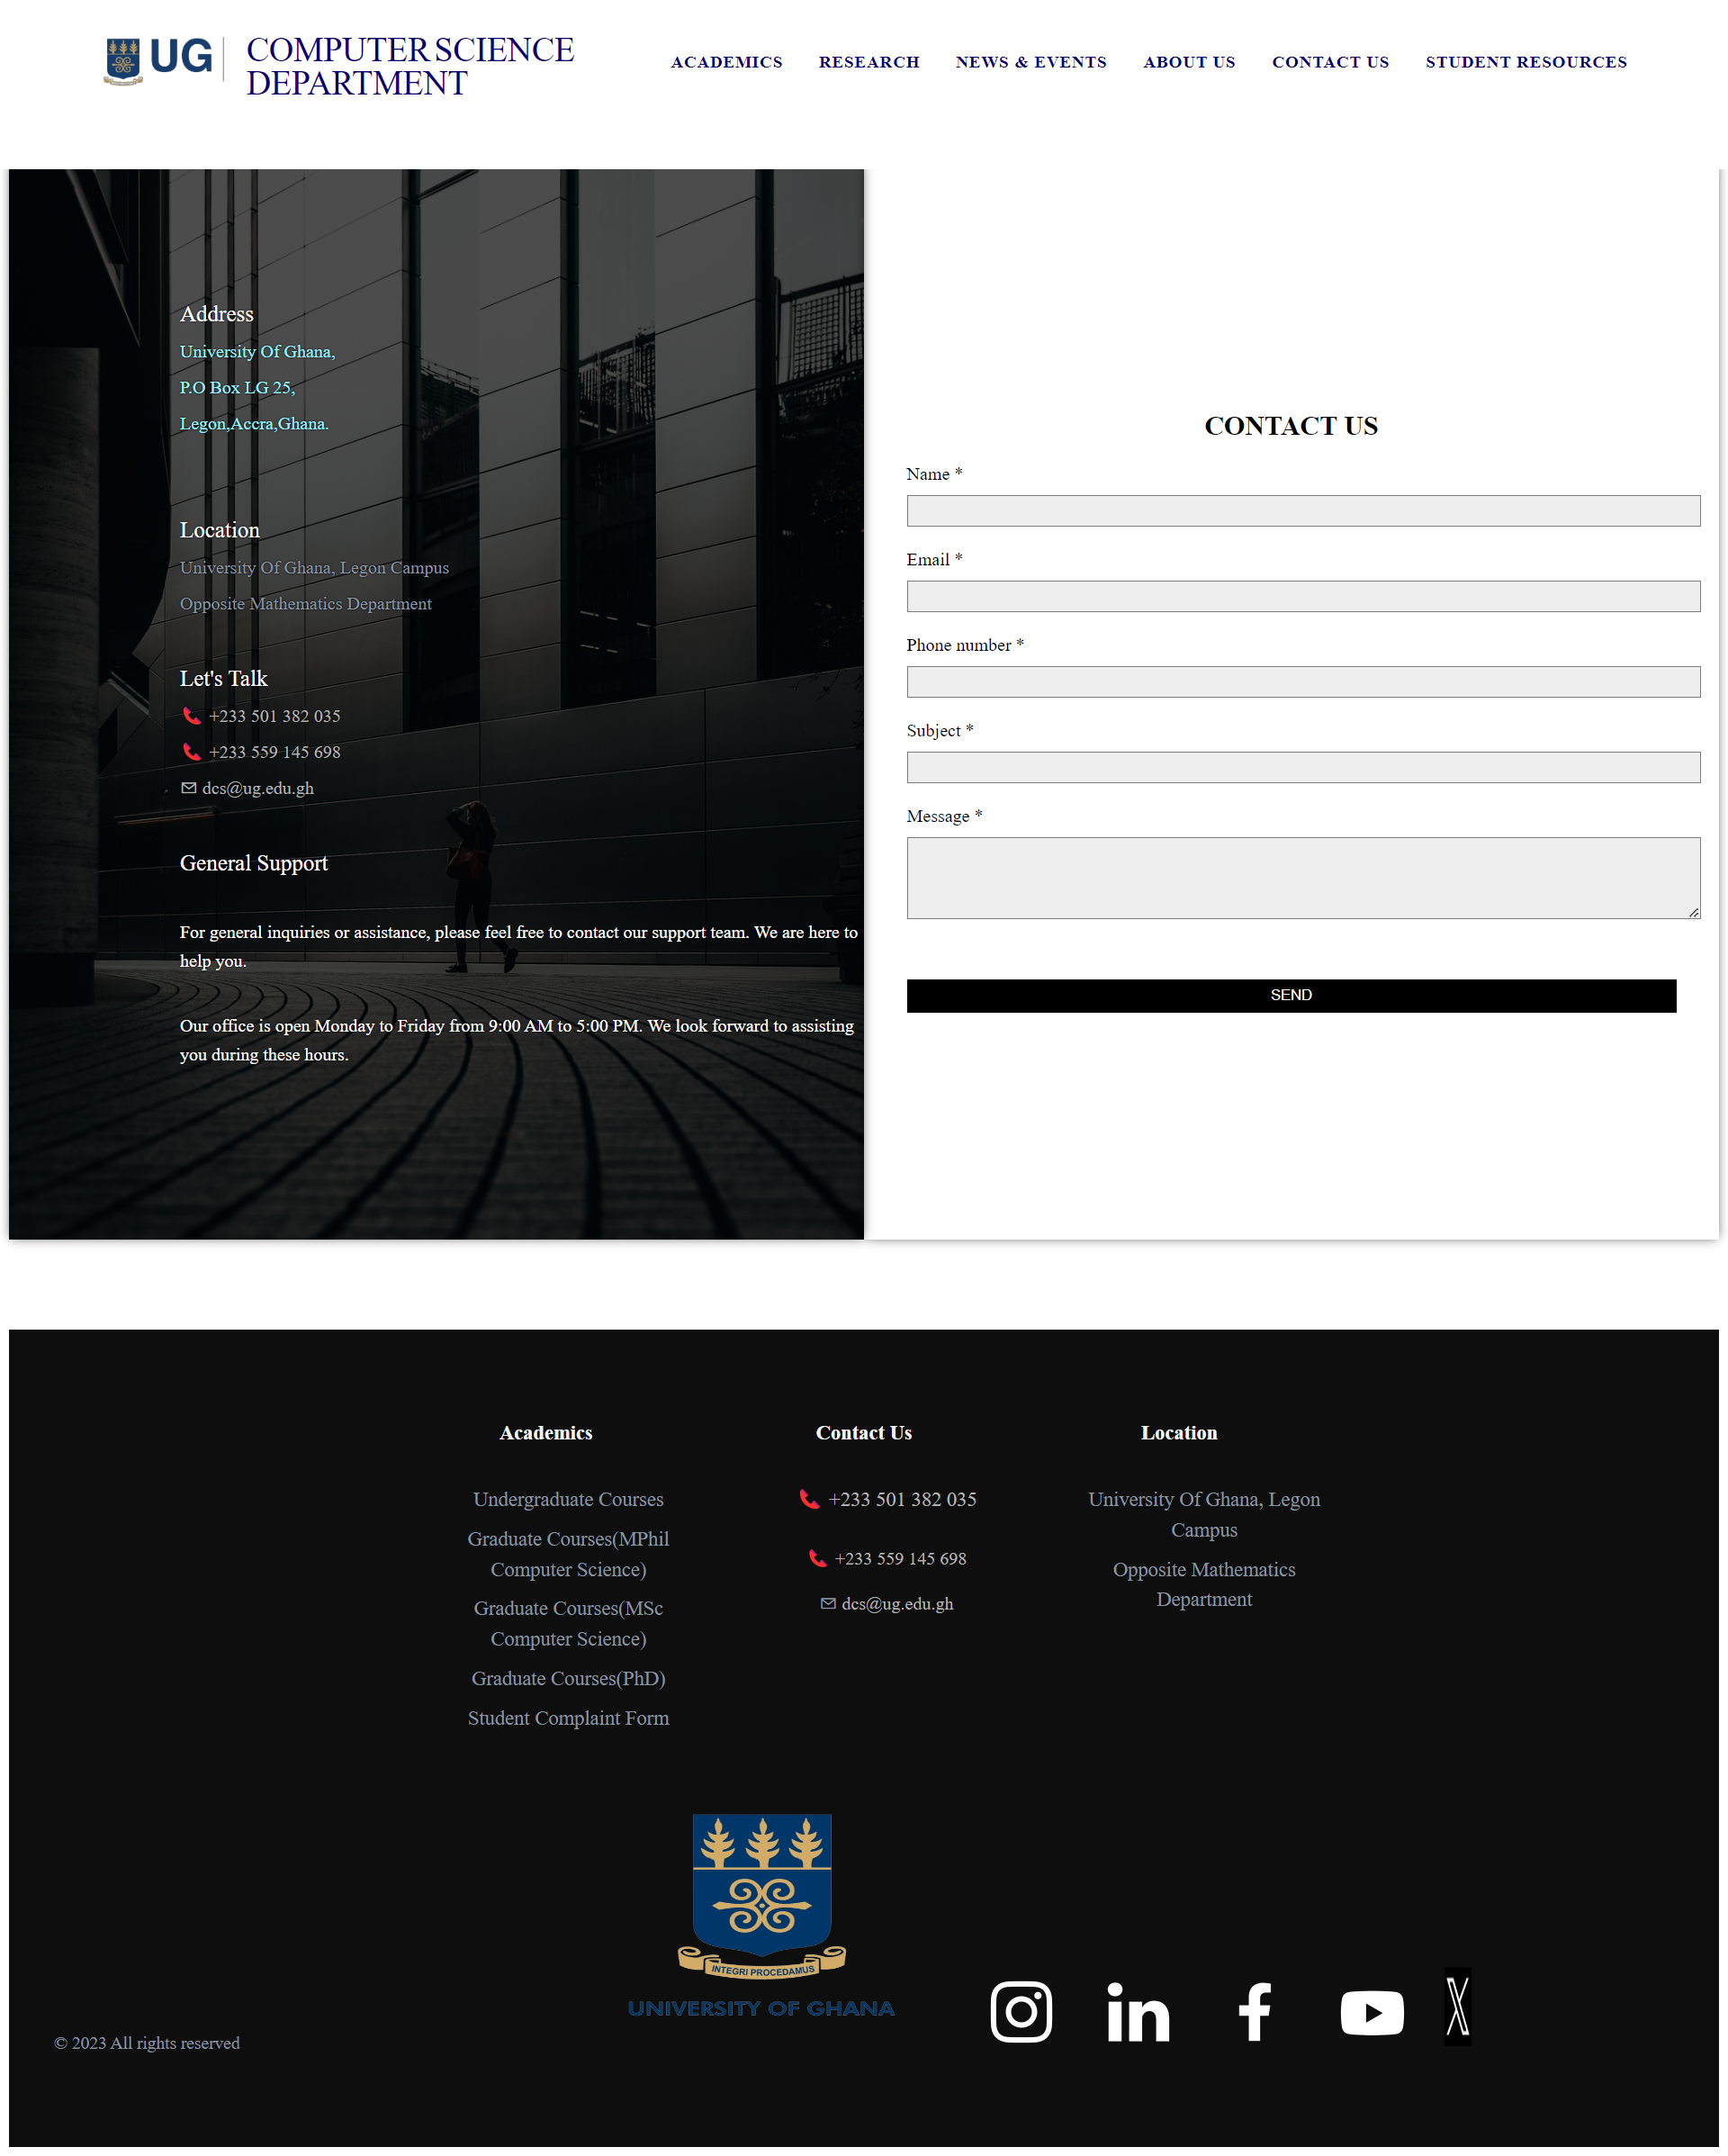 UG
COMPUTER SCIENCE
DEPARTMENT
ACADEMICS RESEARCH NEWS & EVENTS ABOUT US CONTACT US STUDENT RESOURCES
Address
University Of Ghana,
P.O Box LG 25,
Legon,Accra,Ghana.
Location
University Of Ghana, Legon Campus
Opposite Mathematics Department
Let's Talk
+233 501 382 035
+233 559 145 698
dcs@ug.edu.gh
General Support
For general inquiries or assistance, please feel free to contact our support team. We are here to
help you.
Our office is open Monday to Friday from 9:00 AM to 5:00 PM. We look forward to assisting
you during these hours.
CONTACT US
Name *
Email *
Phone number *
Subject *
Message *
SEND
Academics
Undergraduate Courses
Graduate Courses(MPhil
Computer Science)
Graduate Courses(MSc
Computer Science)
Graduate Courses(PhD)
Student Complaint Form
Contact Us
+233 501 382 035
+233 559 145 698
dcs@ug.edu.gh
Location
University Of Ghana, Legon
Campus
Opposite Mathematics
Department
INTEGRI PROCEDAMUS
UNIVERSITY OF GHANA
© 2023 All rights reserved